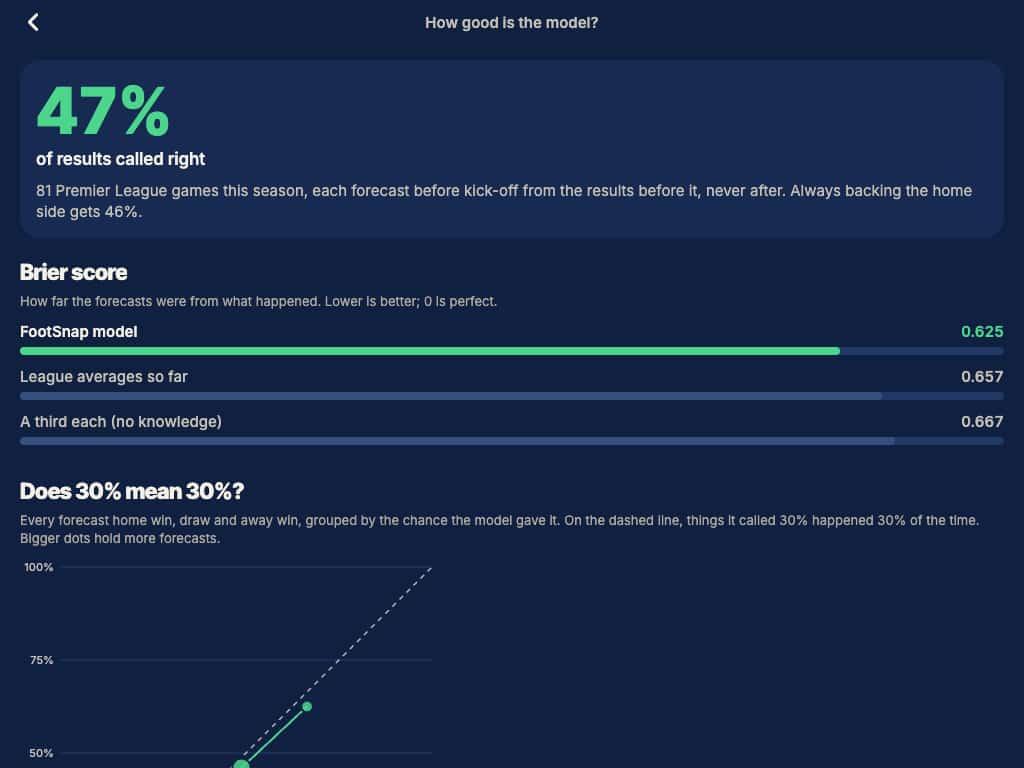 How good is the model?
47%
of results called right
81 Premier League games this season, each forecast before kick-off from the results before it, never after. Always backing the home
side gets 46%.
Brier score
How far the forecasts were from what happened. Lower is better; 0 is perfect.
FootSnap model 0.625
League averages so far 0.657
A third each (no knowledge) 0.667
Does 30% mean 30%?
Every forecast home win, draw and away win, grouped by the chance the model gave it. On the dashed line, things it called 30% happened 30% of the time.
Bigger dots hold more forecasts.
100%
75%
50%